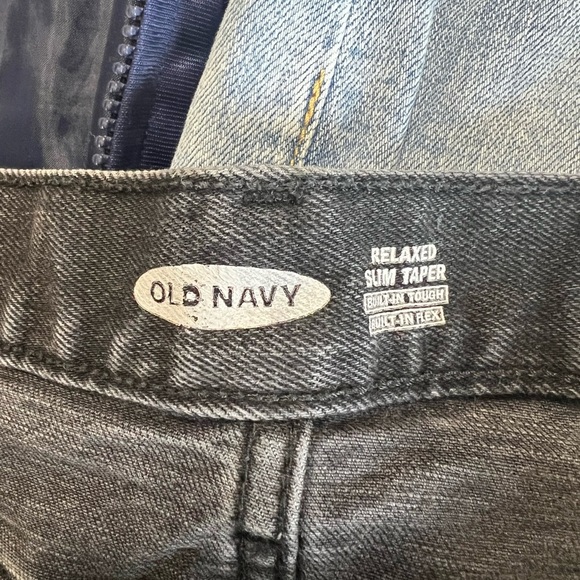 OLD NAVY
RELAXED
SLIM TAPER
BUILT-IN TOUGH
BUILT-IN FLEX